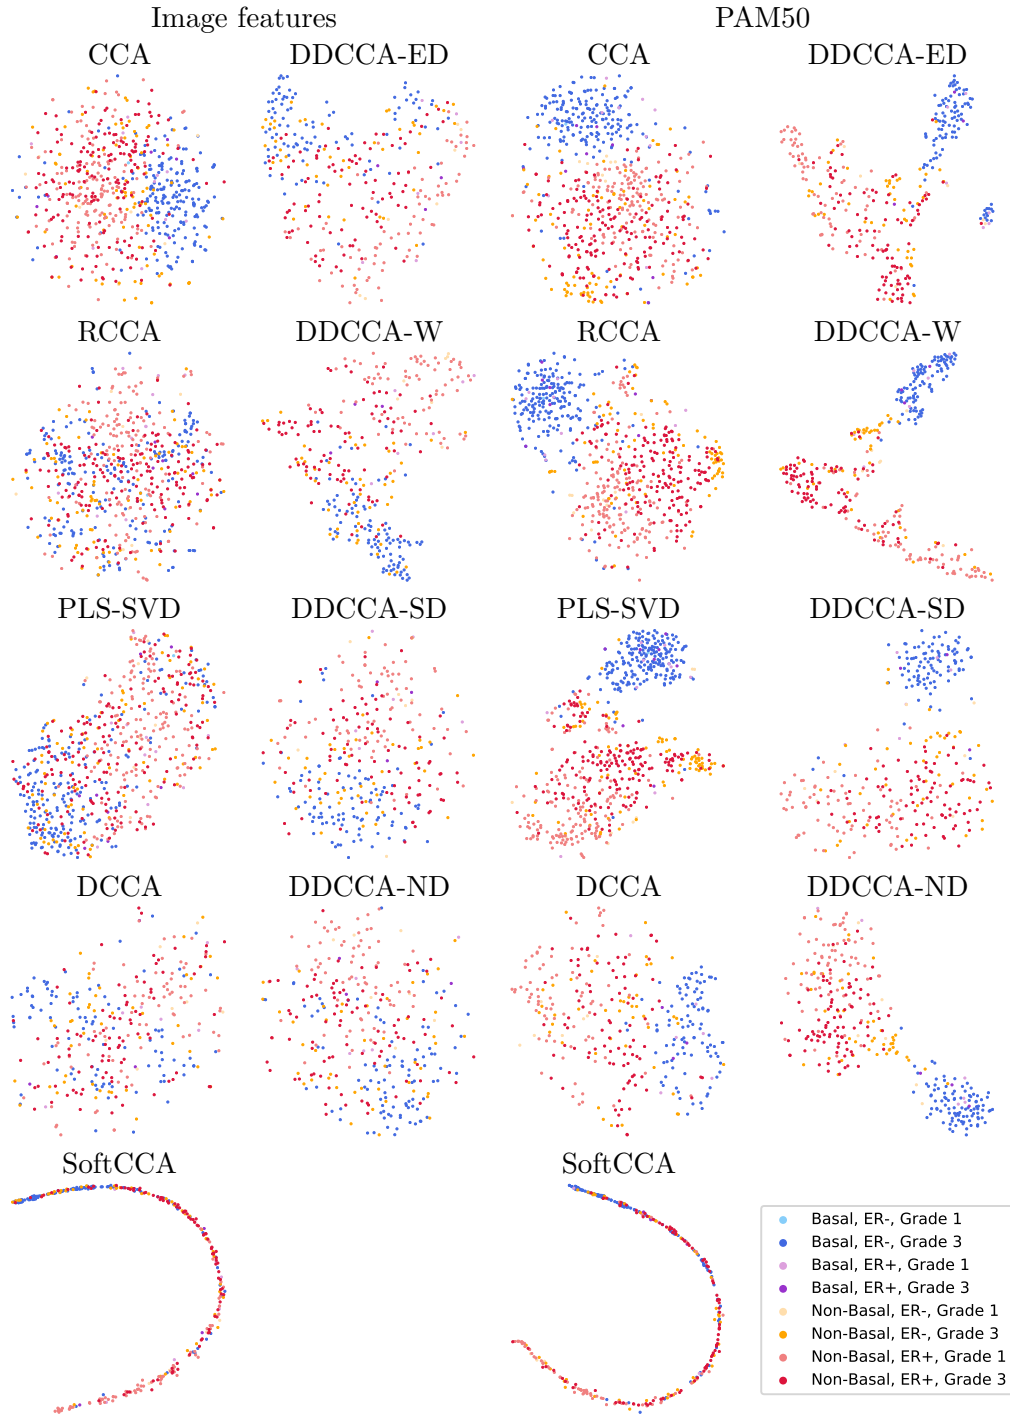 Image features PAM50
CCA DDCCA-ED CCA DDCCA-ED
RCCA DDCCA-W RCCA DDCCA-W
PLS-SVD DDCCA-SD PLS-SVD DDCCA-SD
DCCA DDCCA-ND DCCA DDCCA-ND
SoftCCA SoftCCA
Basal, ER-, Grade 1
Basal, ER-, Grade 3
Basal, ER+, Grade 1
Basal, ER+, Grade 3
Non-Basal, ER-, Grade 1
Non-Basal, ER-, Grade 3
Non-Basal, ER+, Grade 1
Non-Basal, ER+, Grade 3